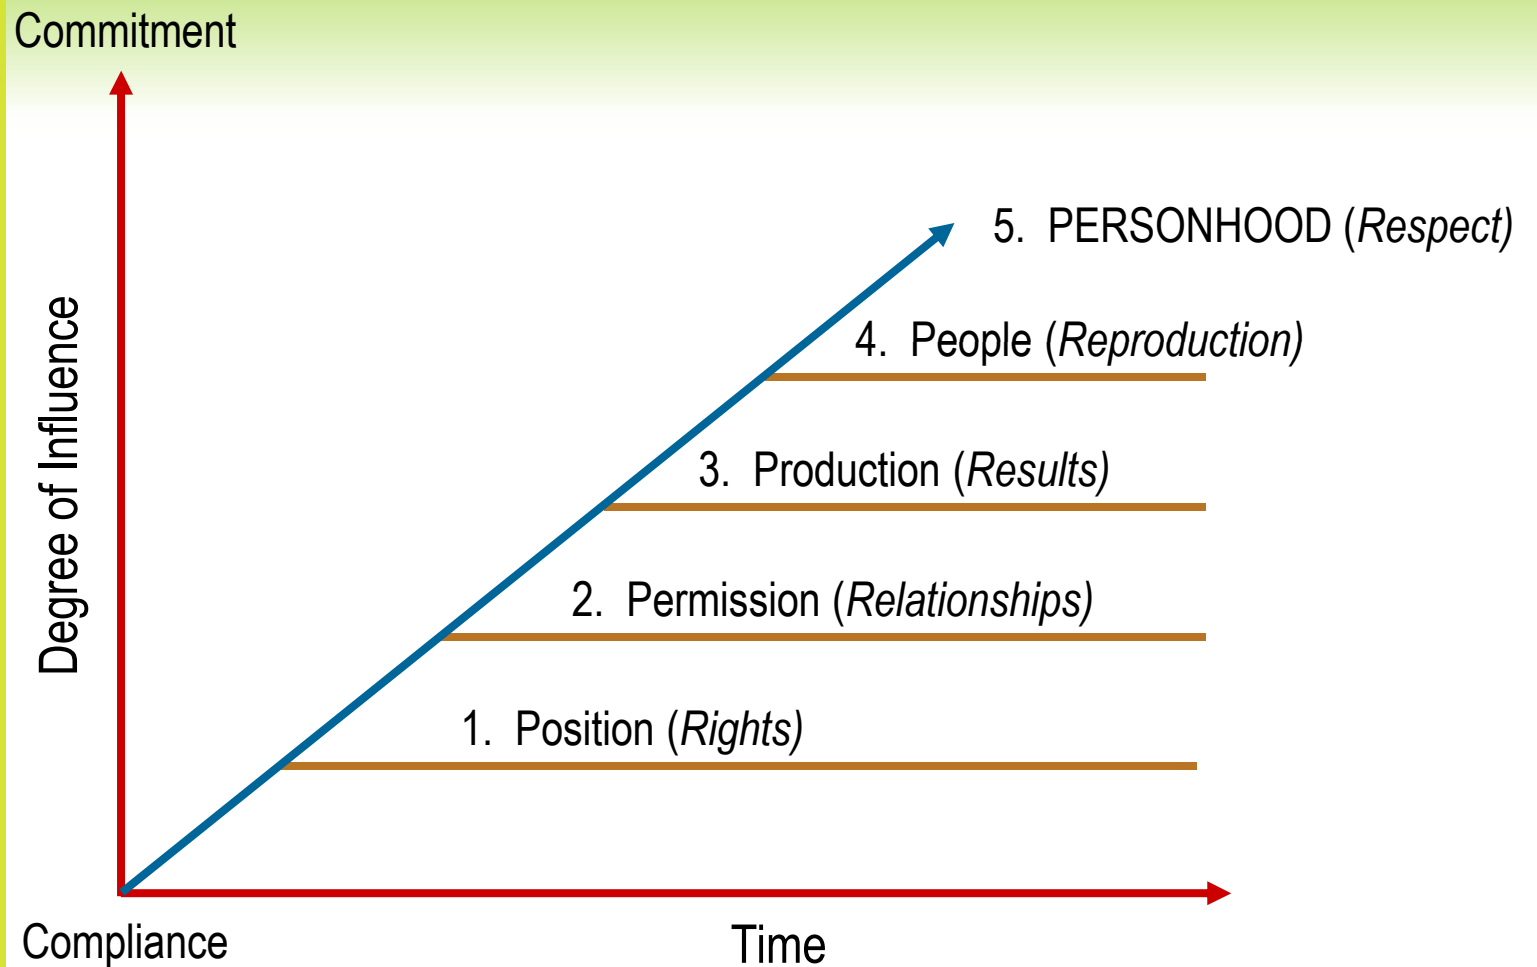 Commitment
5. PERSONHOOD (Respect)
4. People (Reproduction)
3. Production (Results)
2. Permission (Relationships)
1. Position (Rights)
Degree of Influence
Compliance
Time